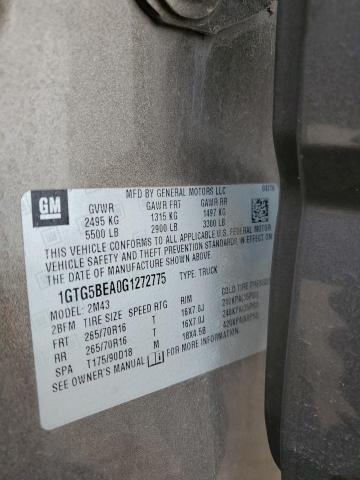 GM
MFD BY GENERAL MOTORS LLC
GVWR GAWR FRT GAWR RR
2495 KG 1315 KG 1497 KG
5500 LB 2900 LB 3300 LB
THIS VEHICLE CONFORMS TO ALL APPLICABLE U.S. FEDERAL MOTOR
VEHICLE SAFETY AND THEFT PREVENTION STANDARDS
IN EFFECT ON THE DATE OF MANUFACTURE SHOWN ABOVE.
1GTG5BEA0G1272775 TYPE: TRUCK
MODEL: 2M43
2BFM TIRE SIZE SPEED RTG RIM COLD TIRE PRESSURE
FRT 265/70R16 T 16X7.0J
RR 265/70R16 T 16X7.0J
SPA T175/90D18 M 18X4.5B
SEE OWNER'S MANUAL FOR MORE INFORMATION.